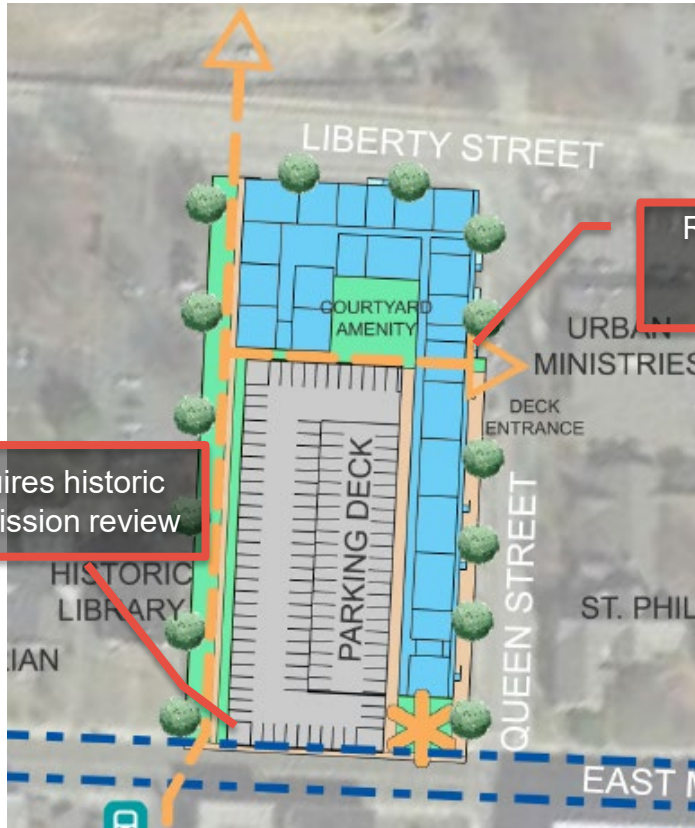 LIBERTY STREET
R
COURTYARD
AMENITY
URBAN
MINISTRIES
DECK
ENTRANCE
PARKING DECK
uires historic
ission review
HISTORIC
LIBRARY
QUEEN STREET
ST. PHIL
IAN
EAST M